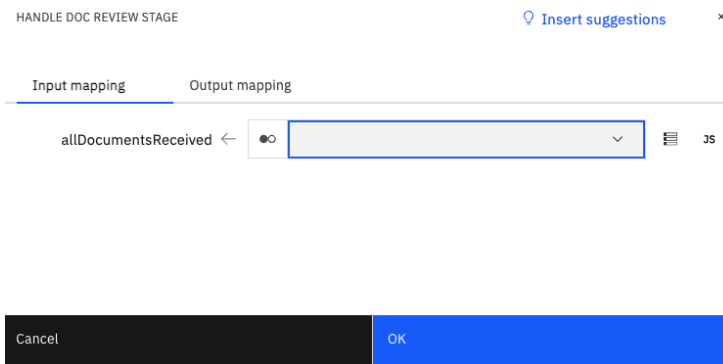 HANDLE DOC REVIEW STAGE
Insert suggestions
Input mapping
Output mapping
allDocumentsReceived
JS
Cancel
OK